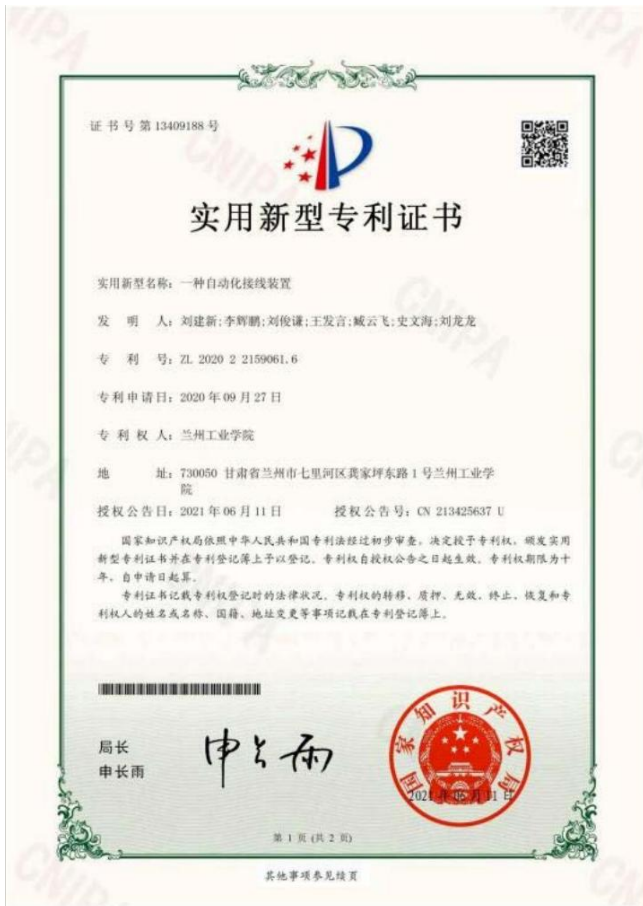 证书号第13409188号
实用新型专利证书
实用新型名称：一种自动化接线装置
发明人：刘建新;李辉鹏;刘俊谦;王发言;臧云飞;史文海;刘龙龙
专利号：ZL 2020 2 2159061.6
专利申请日：2020年09月27日
专利权人：兰州工业学院
地址：730050 甘肃省兰州市七里河区龚家坪东路1号兰州工业学
院
授权公告日：2021年06月11日 授权公告号：CN 213425637 U
国家知识产权局依照中华人民共和国专利法经过初步审查，决定授予专利权，颁发实用
新型专利证书并在专利登记簿上予以登记。专利权自授权公告之日起生效。专利权期限为十
年，自申请日起算。
专利证书记载专利权登记时的法律状况。专利权的转移、质押、无效、终止、恢复和专
利权人的姓名或名称、国籍、地址变更等事项记载在专利登记簿上。
局长
申长雨
申长雨
国家知识产权局
2021年06月11日
第1页(共2页)
其他事项参见续页
CNIPA
CNIPA
CNIPA
CNIPA
CNIPA